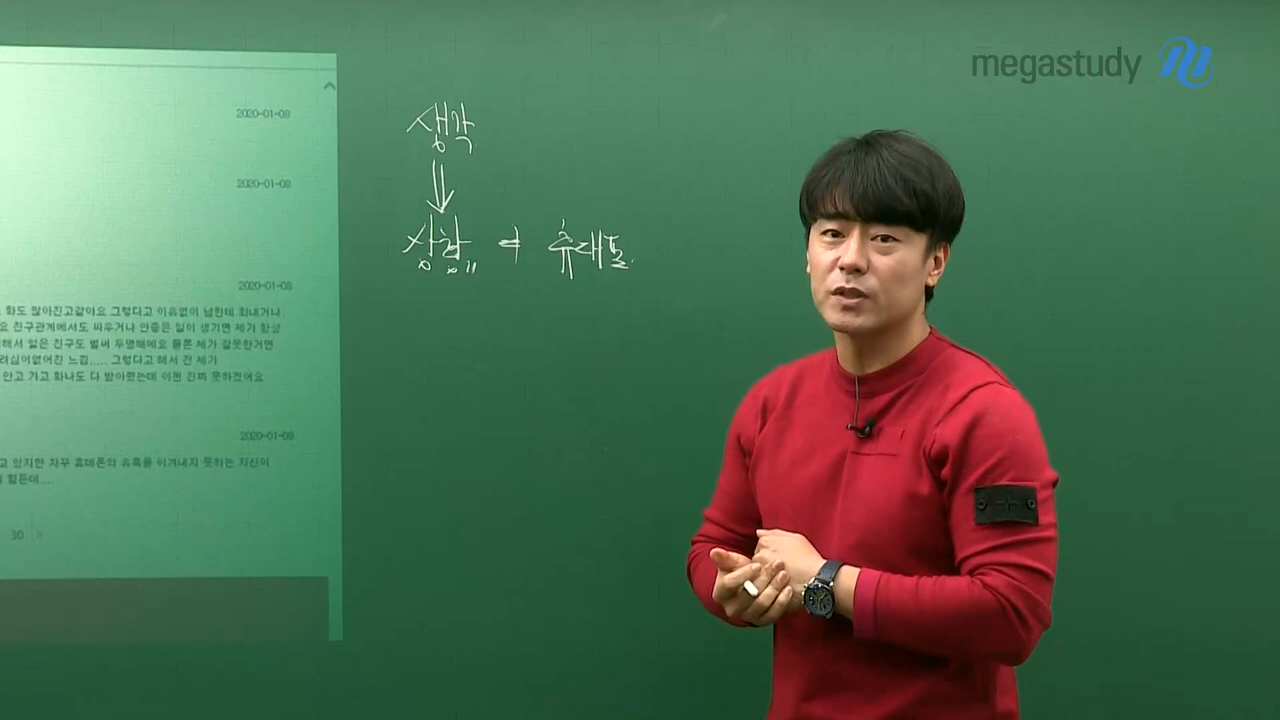 megastudy
2020-01-08
2020-01-08
2020-01-08
화도 많아진고같아요 그렇다고 이유없이 남한테 화내거나
요 친구관계에서도 싸우거나 안좋은 일이 생기면 제가 항상
해서 잃은 친구도 벌써 두명째에요 물론 제가 잘못한거면
려심이없어진 느낌..... 그렇다고 해서 전 제가
안고 가고 화나도 다 받아줬는데 이젠 진짜 못하겠어요
2020-01-08
고 있지만 자꾸 휴대폰의 유혹을 이겨내지 못하는 자신이
힘든데....
30 >
생각
⇓
상황"
휴대폰